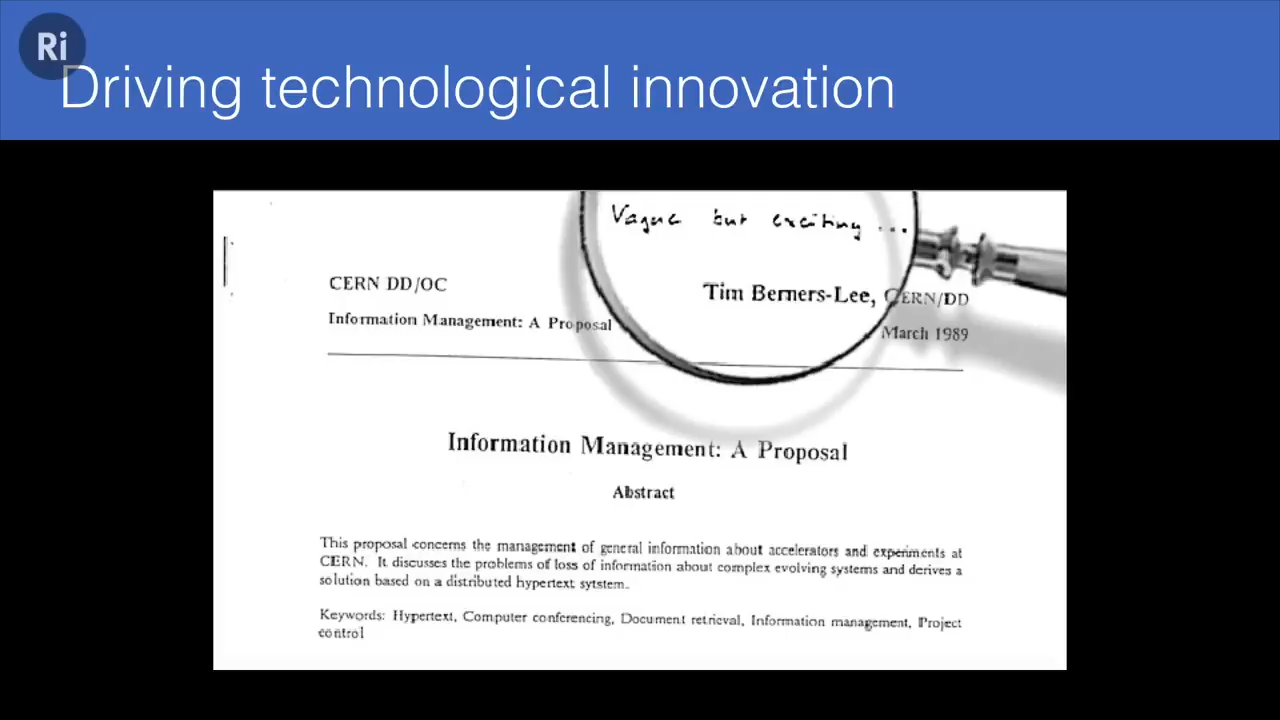 Ri
Driving technological innovation
Vague but exciting ...
CERN DD/OC
Tim Berners-Lee, CERN/DD
Information Management: A Proposal
March 1989
Information Management: A Proposal
Abstract
This proposal concerns the management of general information about accelerators and experiments at
CERN. It discusses the problems of loss of information about complex evolving systems and derives a
solution based on a distributed hypertext sytstem.
Keywords: Hypertext, Computer conferencing, Document retrieval, Information management, Project
control